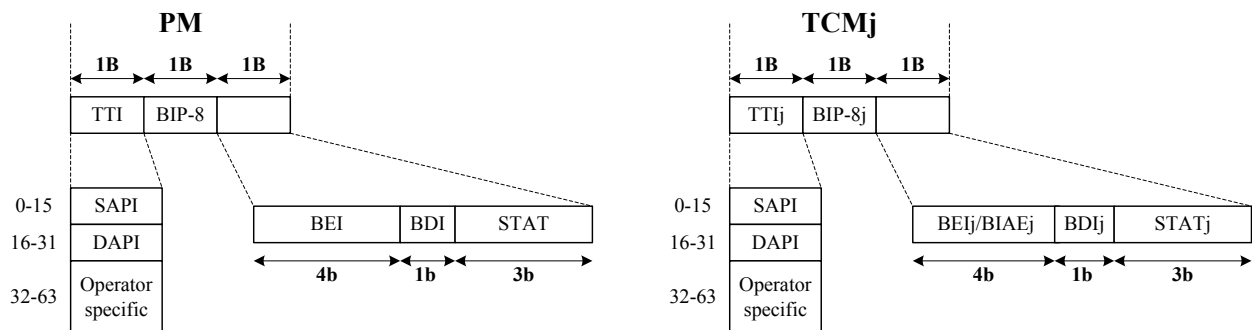 PM
1B 1B 1B
TTI BIP-8
0-15 SAPI
16-31 DAPI
32-63 Operator specific
BEI BDI STAT
4b 1b 3b
TCMj
1B 1B 1B
TTIj BIP-8j
0-15 SAPI
16-31 DAPI
32-63 Operator specific
BEIj/BIAEj BDIj STATj
4b 1b 3b